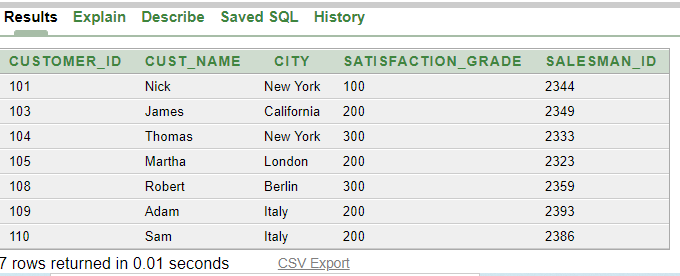 Results Explain Describe Saved SQL History
CUSTOMER_ID CUST_NAME CITY SATISFACTION_GRADE SALESMAN_ID
101 Nick New York 100 2344
103 James California 200 2349
104 Thomas New York 300 2333
105 Martha London 200 2323
108 Robert Berlin 300 2359
109 Adam Italy 200 2393
110 Sam Italy 200 2386
7 rows returned in 0.01 seconds CSV Export